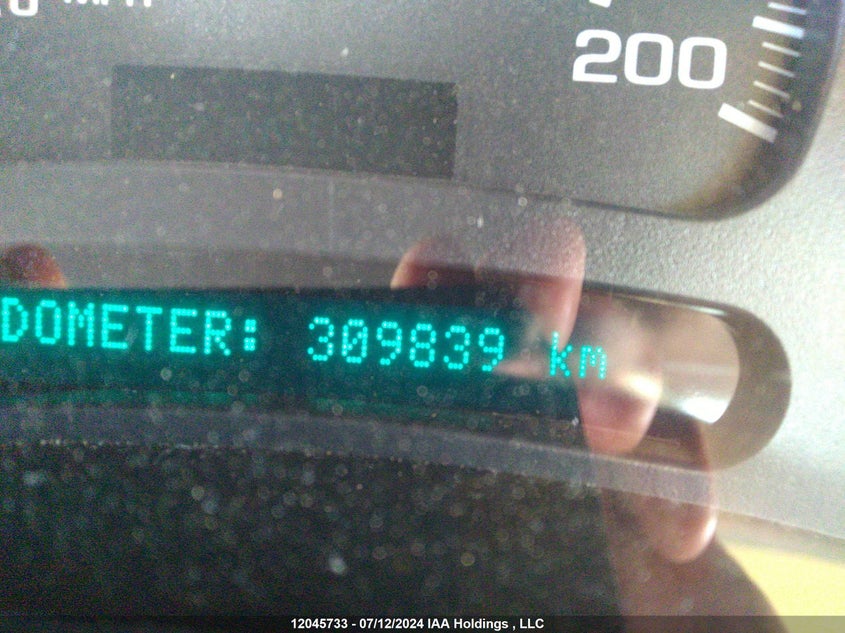 200
DOMETER: 309839 km
12045733 - 07/12/2024 IAA Holdings , LLC